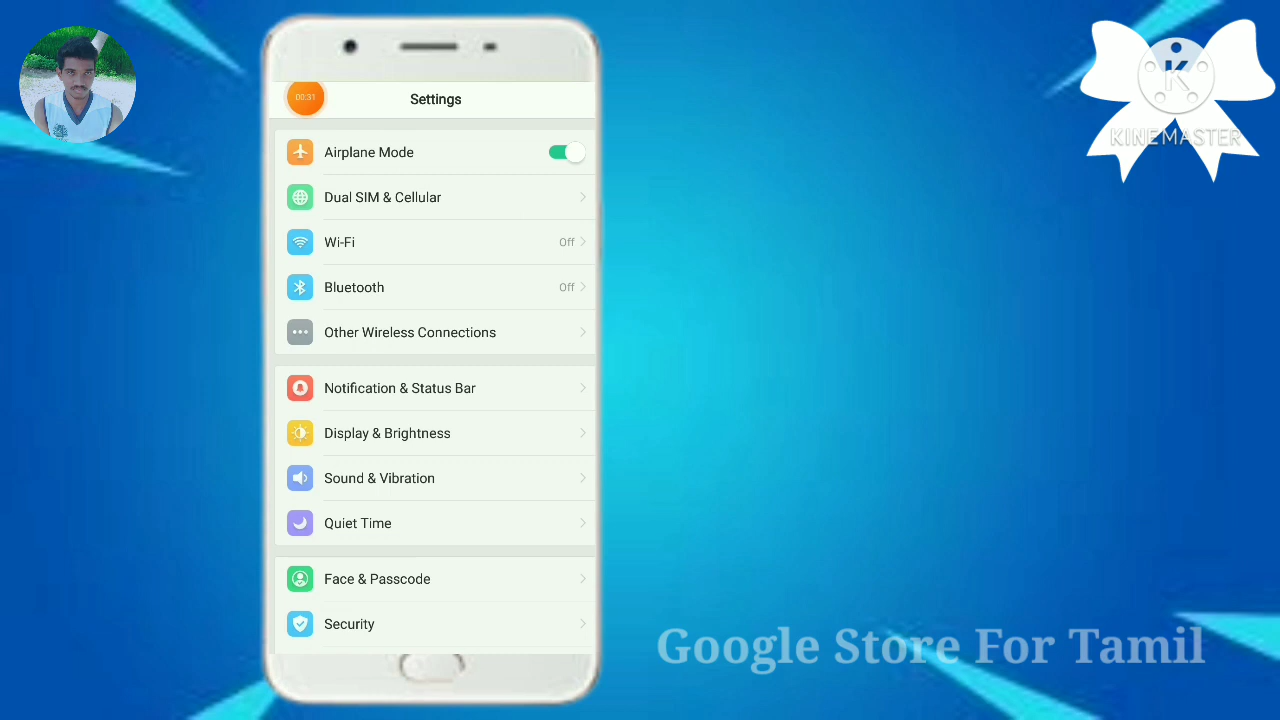 00:31
Settings
Airplane Mode
Dual SIM & Cellular
Wi-Fi
Off
Bluetooth
Off
Other Wireless Connections
Notification & Status Bar
Display & Brightness
Sound & Vibration
Quiet Time
Face & Passcode
Security
K
KINEMASTER
Google Store For Tamil